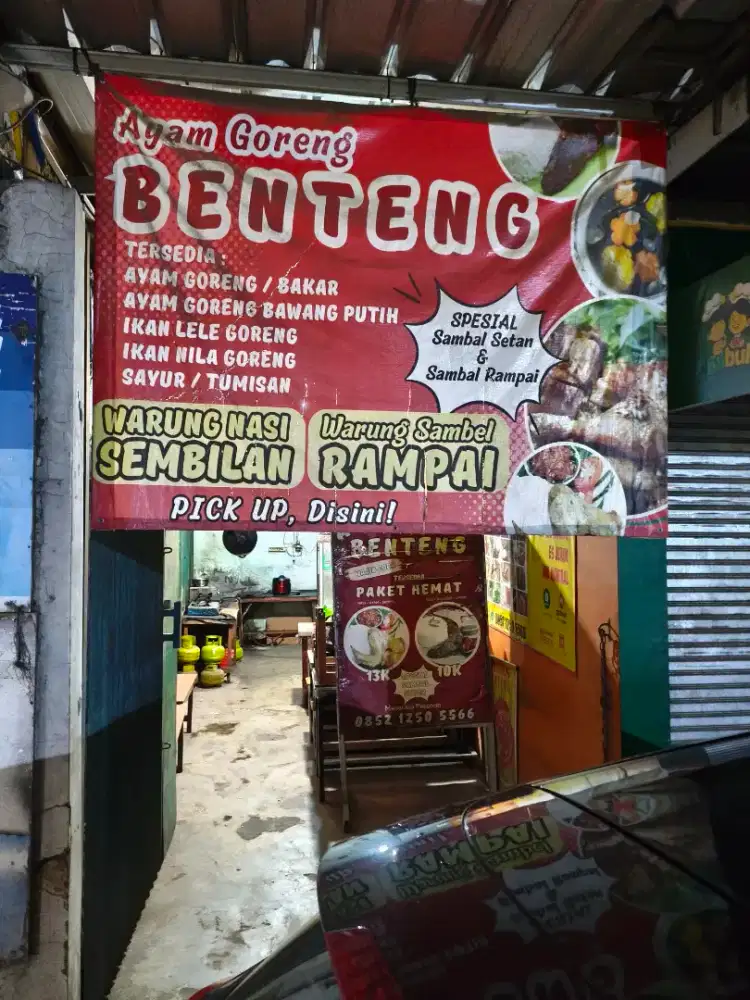 Ayam Goreng
BENTENG
TERSEDIA :
AYAM GORENG / BAKAR
AYAM GORENG BAWANG PUTIH
IKAN LELE GORENG
IKAN NILA GORENG
SAYUR / TUMISAN
SPESIAL
Sambal Setan
&
Sambal Rampai
WARUNG NASI
SEMBILAN
Warung Sambel
RAMPAI
PICK UP, Disini!
BENTENG
TERSEDIA
PAKET HEMAT
13K
10K
0852 1250 5566